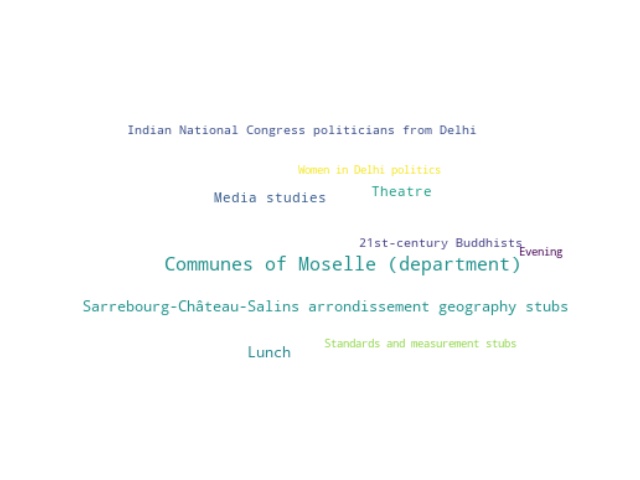 Indian National Congress politicians from Delhi
Women in Delhi politics
Theatre
Media studies
21st-century Buddhists
Evening
Communes of Moselle (department)
Sarrebourg-Château-Salins arrondissement geography stubs
Standards and measurement stubs
Lunch